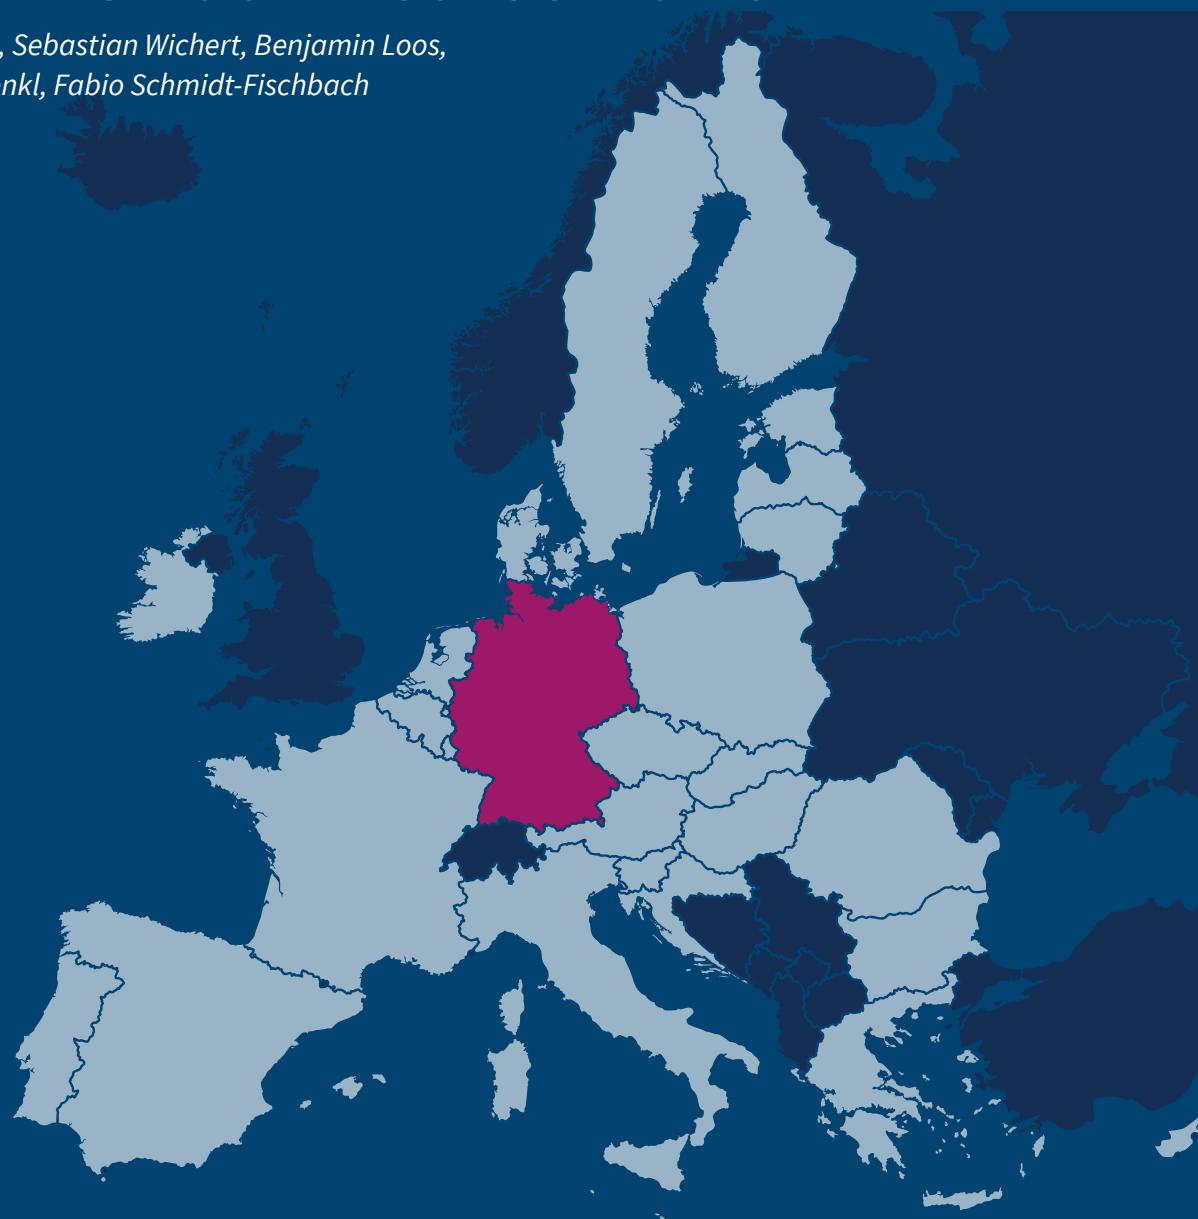 , Sebastian Wichert, Benjamin Loos,
nkl, Fabio Schmidt-Fischbach